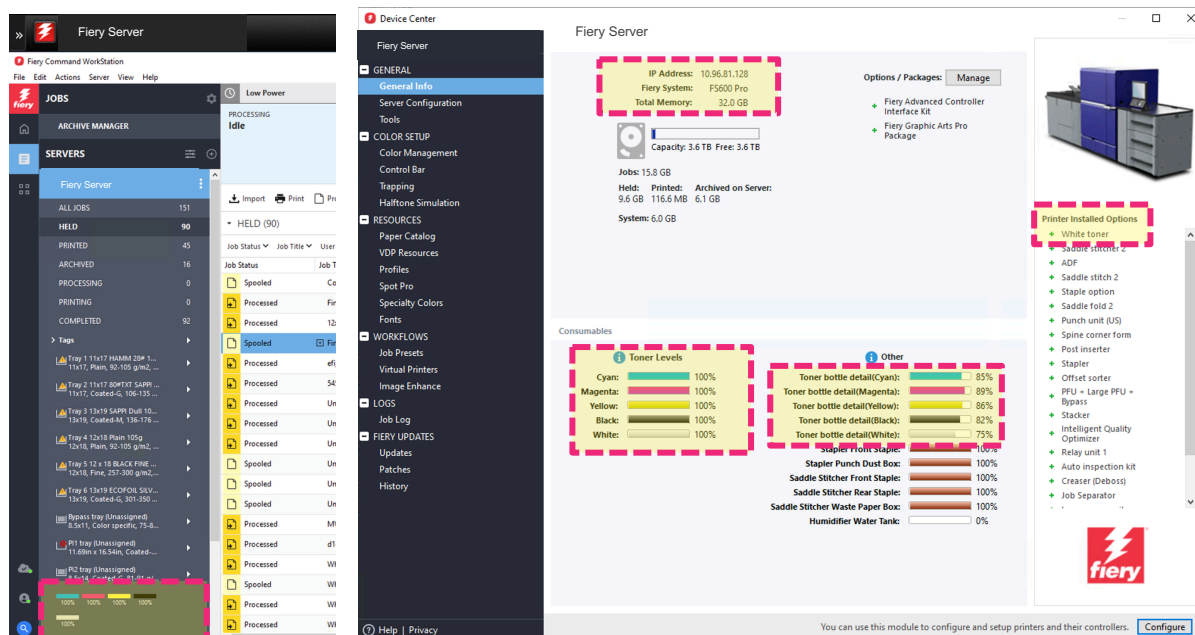 Fiery Server
Fiery Command WorkStation
File Edit Actions Server View Help
fiery
JOBS
ARCHIVE MANAGER
SERVERS
Fiery Server
ALL JOBS 151
HELD 90
PRINTED 45
ARCHIVED 16
PROCESSING 0
PRINTING 0
COMPLETED 92
Tags
Tray 1 11x17 HAMM 28# 1...
11x17, Plain, 92-105 g/m2, ...
Tray 2 11x17 80#TXT SAPPI ...
11x17, Coated-G, 106-135 ...
Tray 3 13x19 SAPPI Dull 10...
13x19, Coated-M, 136-176 ...
Tray 4 12x18 Plain 105g
12x18, Plain, 92-105 g/m2, ...
Tray 5 12 x 18 BLACK FINE ...
12x18, Fine, 257-300 g/m2, ...
Tray 6 13x19 ECOFOIL SILV...
13x19, Coated-G, 301-350 ...
Bypass tray (Unassigned)
8.5x11, Color specific, 75-8...
PI1 tray (Unassigned)
11.69in x 16.54in, Coated-...
PI2 tray (Unassigned)
100% 100% 100% 100%
100%
Low Power
PROCESSING
Idle
Import Print
HELD (90)
Job Status Job Title User
Job Status Job T
Spooled Co
Processed Fir
Processed 12
Spooled Fir
Processed efi
Processed 54
Processed Un
Processed Un
Processed Un
Spooled Un
Spooled Un
Spooled Un
Processed
Processed
Processed
Spooled
Processed
Processed
Device Center
Fiery Server
GENERAL
General Info
Server Configuration
Tools
COLOR SETUP
Color Management
Control Bar
Trapping
Halftone Simulation
RESOURCES
Paper Catalog
VDP Resources
Profiles
Spot Pro
Specialty Colors
Fonts
WORKFLOWS
Job Presets
Virtual Printers
Image Enhance
LOGS
Job Log
FIERY UPDATES
Updates
Patches
History
Help | Privacy
Fiery Server
IP Address: 10.96.81.128
Fiery System: FS600 Pro
Total Memory: 32.0 GB
Capacity: 3.6 TB Free: 3.6 TB
Jobs: 15.8 GB
Held: Printed: Archived on Server:
9.6 GB 116.6 MB 6.1 GB
System: 6.0 GB
Options / Packages: Manage
Fiery Advanced Controller
Interface Kit
Fiery Graphic Arts Pro
Package
Consumables
Toner Levels
Cyan: 100%
Magenta: 100%
Yellow: 100%
Black: 100%
White: 100%
Other
Toner bottle detail(Cyan): 85%
Toner bottle detail(Magenta): 89%
Toner bottle detail(Yellow): 86%
Toner bottle detail(Black): 82%
Toner bottle detail(White): 75%
Stapler Front Staple: 100%
Stapler Punch Dust Box: 100%
Saddle Stitcher Front Staple: 100%
Saddle Stitcher Rear Staple: 100%
Saddle Stitcher Waste Paper Box: 100%
Humidifier Water Tank: 0%
Printer Installed Options
White toner
Saddle stitcher 2
ADF
Saddle stitch 2
Staple option
Saddle fold 2
Punch unit (US)
Spine corner form
Post inserter
Stapler
Offset sorter
PFU + Large PFU +
Bypass
Stacker
Intelligent Quality
Optimizer
Relay unit 1
Auto inspection kit
Creaser (Deboss)
Job Separator
fiery
You can use this module to configure and setup printers and their controllers. Configure